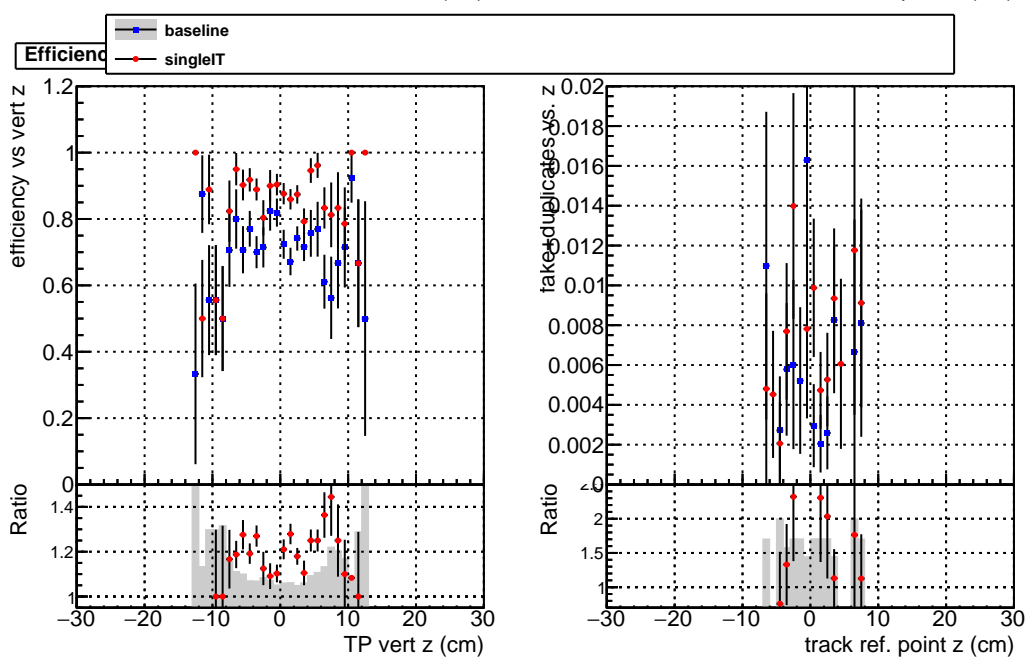 baseline
singleIT
Efficienc
efficiency vs vert z
1.2
1
0.8
0.6
0.4
0.2
0
Ratio
1.4
1.2
1
−30 −20 −10 0 10 20 30
TP vert z (cm)
fake+duplicates vs. z
0.02
0.018
0.016
0.014
0.012
0.01
0.008
0.006
0.004
0.002
0
Ratio
2
1.5
1
−30 −20 −10 0 10 20 30
track ref. point z (cm)